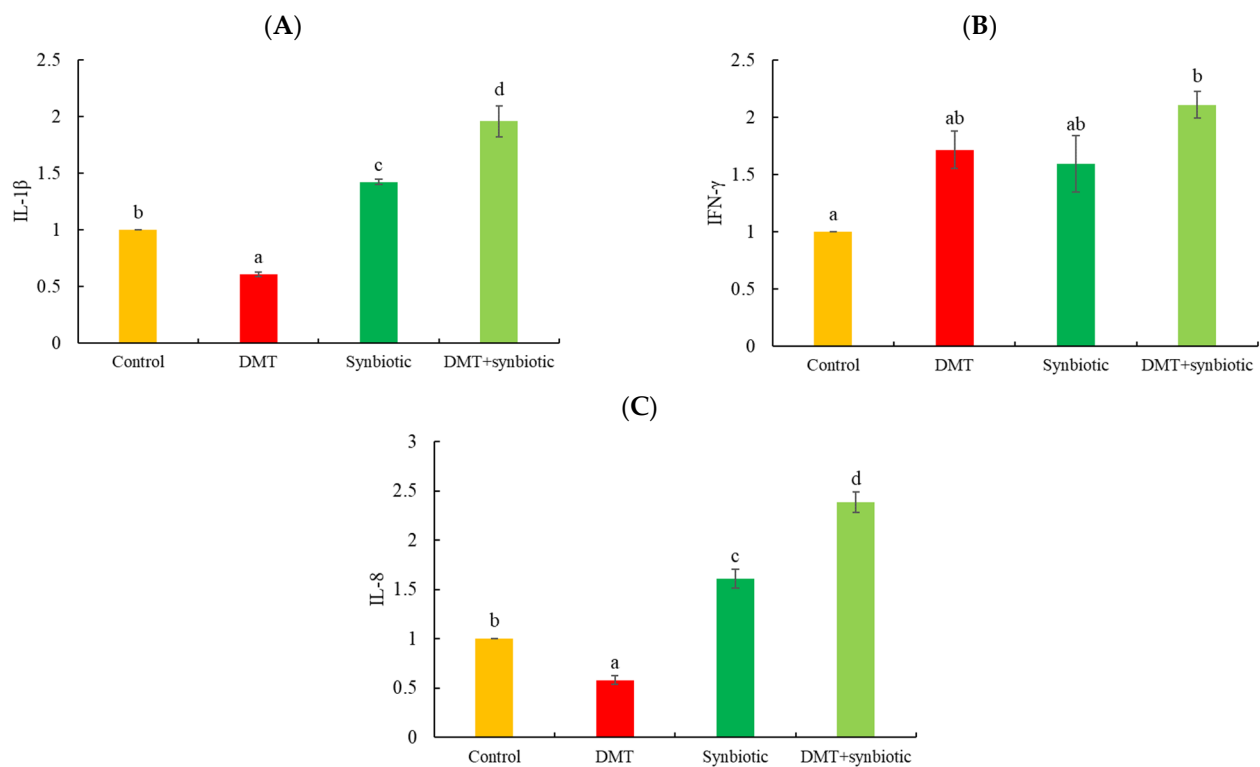 (A)
2.5
2
1.5
1
0.5
0
IL-1β
b
a
c
d
Control DMT Synbiotic DMT+synbiotic
(B)
2.5
2
1.5
1
0.5
0
IFN-γ
a
ab
ab
b
Control DMT Synbiotic DMT+synbiotic
(C)
3
2.5
2
1.5
1
0.5
0
IL-8
b
a
c
d
Control DMT Synbiotic DMT+synbiotic